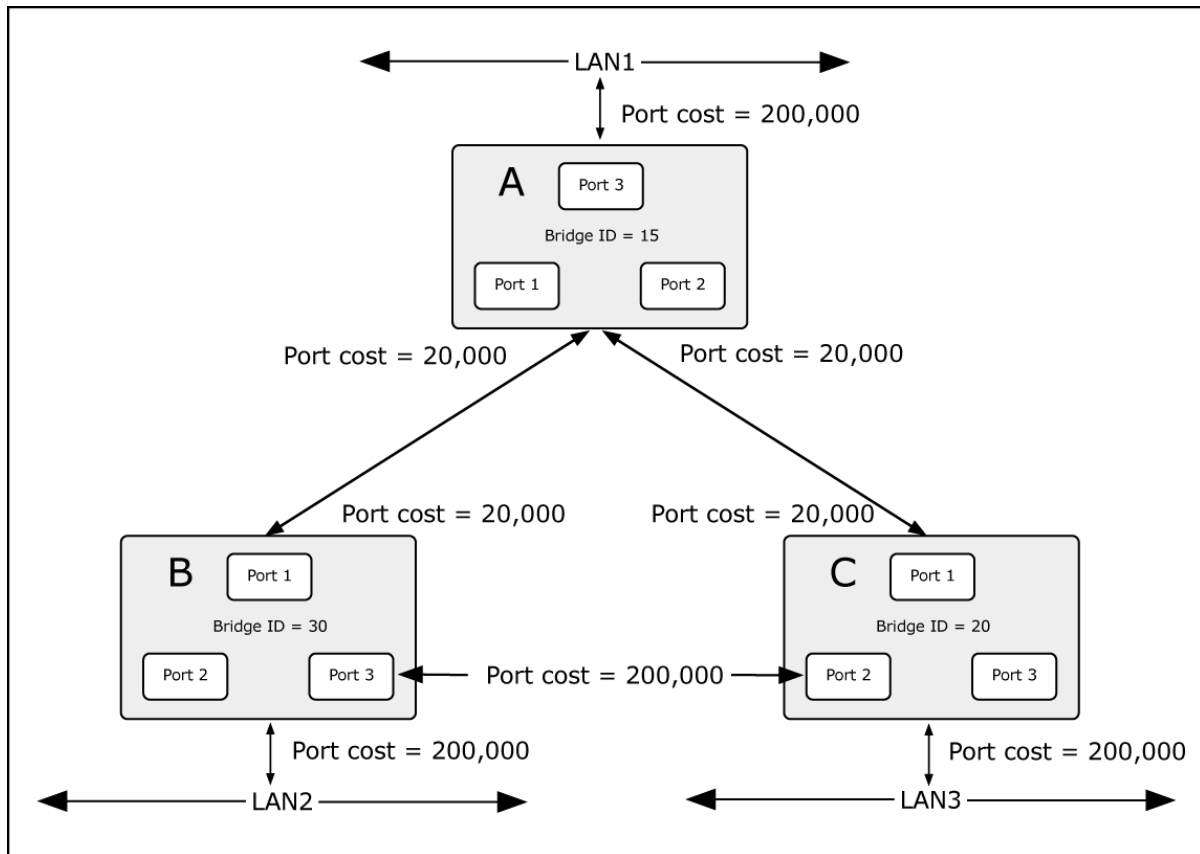 LAN1
Port cost = 200,000
A
Port 3
Bridge ID = 15
Port 1
Port 2
Port cost = 20,000
Port cost = 20,000
Port cost = 20,000
Port cost = 20,000
B
Port 1
Bridge ID = 30
Port 2
Port 3
C
Port 1
Bridge ID = 20
Port 2
Port 3
Port cost = 200,000
Port cost = 200,000
LAN2
Port cost = 200,000
LAN3